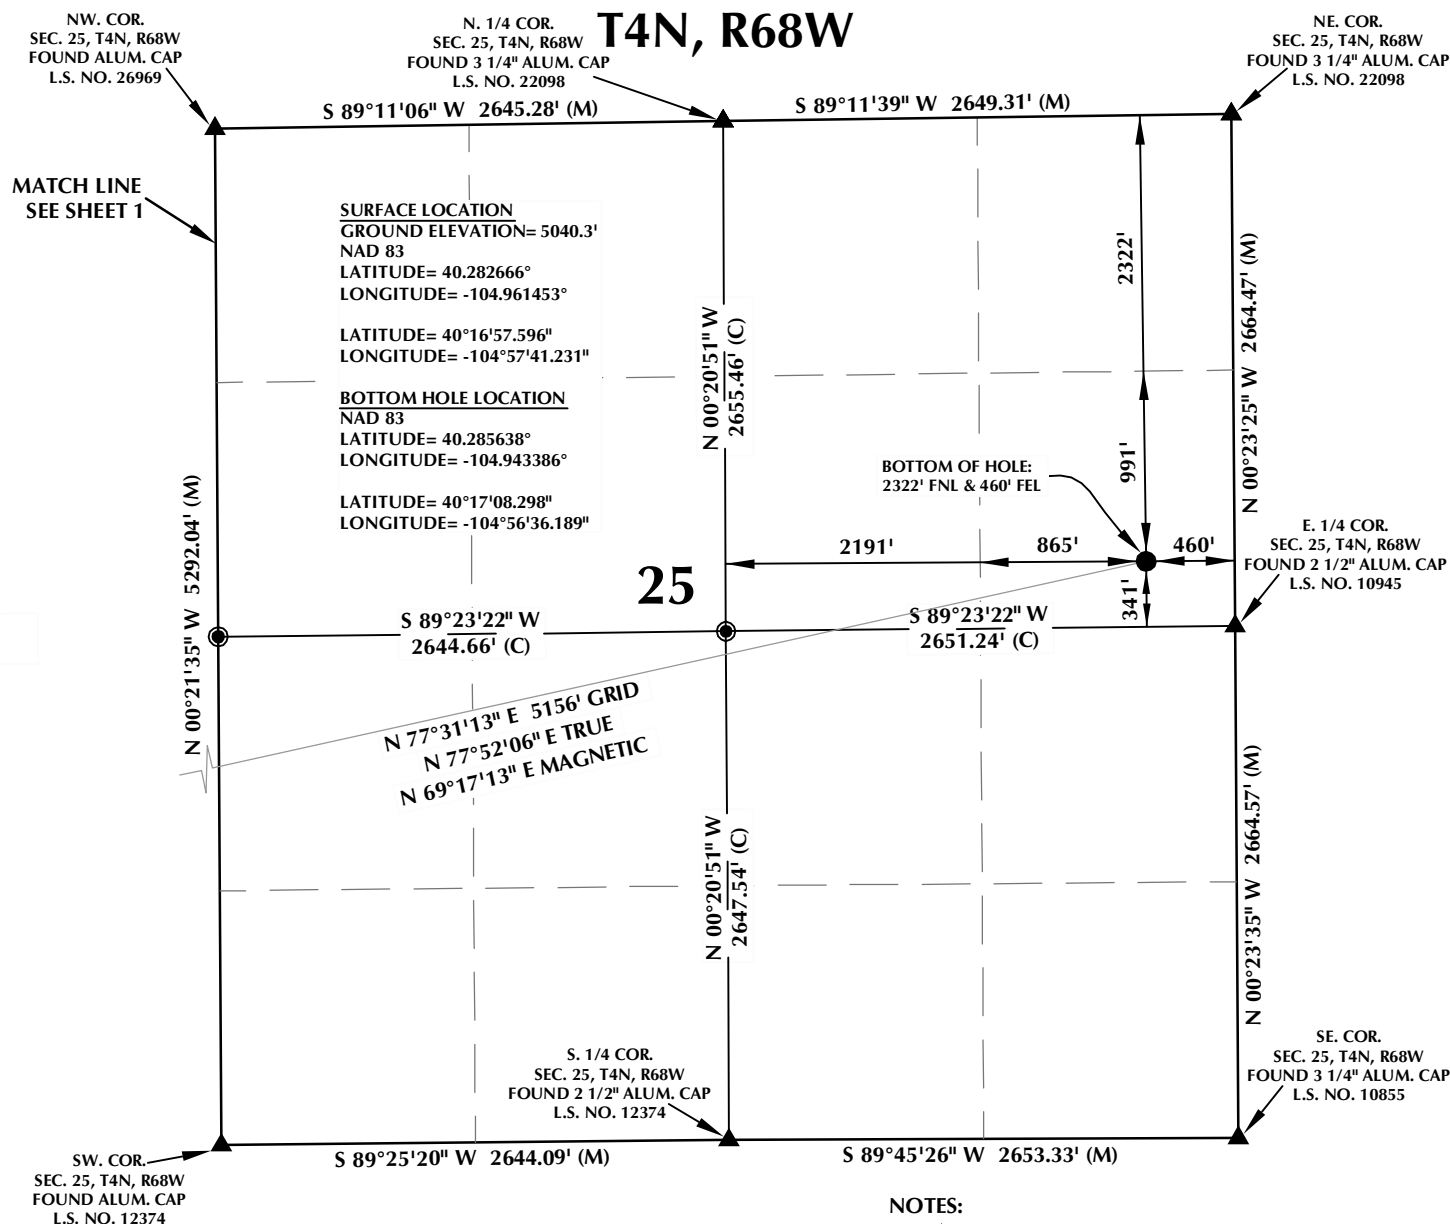 T4N, R68W
NW. COR.
SEC. 25, T4N, R68W
FOUND ALUM. CAP
L.S. NO. 26969
N. 1/4 COR.
SEC. 25, T4N, R68W
FOUND 3 1/4" ALUM. CAP
L.S. NO. 22098
NE. COR.
SEC. 25, T4N, R68W
FOUND 3 1/4" ALUM. CAP
L.S. NO. 22098
S 89°11'06" W 2645.28' (M)
S 89°11'39" W 2649.31' (M)
MATCH LINE
SEE SHEET 1
SURFACE LOCATION
GROUND ELEVATION= 5040.3'
NAD 83
LATITUDE= 40.282666°
LONGITUDE= -104.961453°
LATITUDE= 40°16'57.596"
LONGITUDE= -104°57'41.231"
BOTTOM HOLE LOCATION
NAD 83
LATITUDE= 40.285638°
LONGITUDE= -104.943386°
LATITUDE= 40°17'08.298"
LONGITUDE= -104°56'36.189"
N 00°20'51" W
2655.46' (C)
2322'
N 00°23'25" W 2664.47' (M)
991'
BOTTOM OF HOLE:
2322' FNL & 460' FEL
N 00°21'35" W 5292.04' (M)
E. 1/4 COR.
SEC. 25, T4N, R68W
FOUND 2 1/2" ALUM. CAP
L.S. NO. 10945
2191'
865'
460'
25
341'
S 89°23'22" W
2644.66' (C)
S 89°23'22" W
2651.24' (C)
N 77°31'13" E 5156' GRID
N 77°52'06" E TRUE
N 69°17'13" E MAGNETIC
N 00°20'51" W
2647.54' (C)
N 00°23'35" W 2664.57' (M)
S. 1/4 COR.
SEC. 25, T4N, R68W
FOUND 2 1/2" ALUM. CAP
L.S. NO. 12374
SE. COR.
SEC. 25, T4N, R68W
FOUND 3 1/4" ALUM. CAP
L.S. NO. 10855
SW. COR.
SEC. 25, T4N, R68W
FOUND ALUM. CAP
L.S. NO. 12374
S 89°25'20" W 2644.09' (M)
S 89°45'26" W 2653.33' (M)
NOTES: